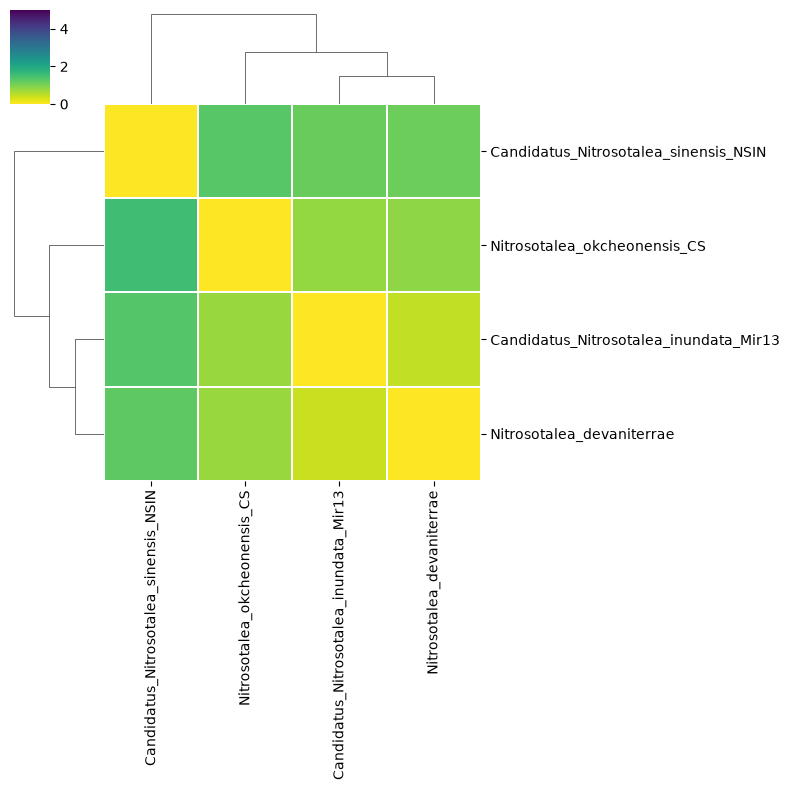 4
2
0
Candidatus_Nitrosotalea_sinensis_NSIN
Nitrosotalea_okcheonensis_CS
Candidatus_Nitrosotalea_inundata_Mir13
Nitrosotalea_devaniterrae
Candidatus_Nitrosotalea_sinensis_NSIN
Nitrosotalea_okcheonensis_CS
Candidatus_Nitrosotalea_inundata_Mir13
Nitrosotalea_devaniterrae